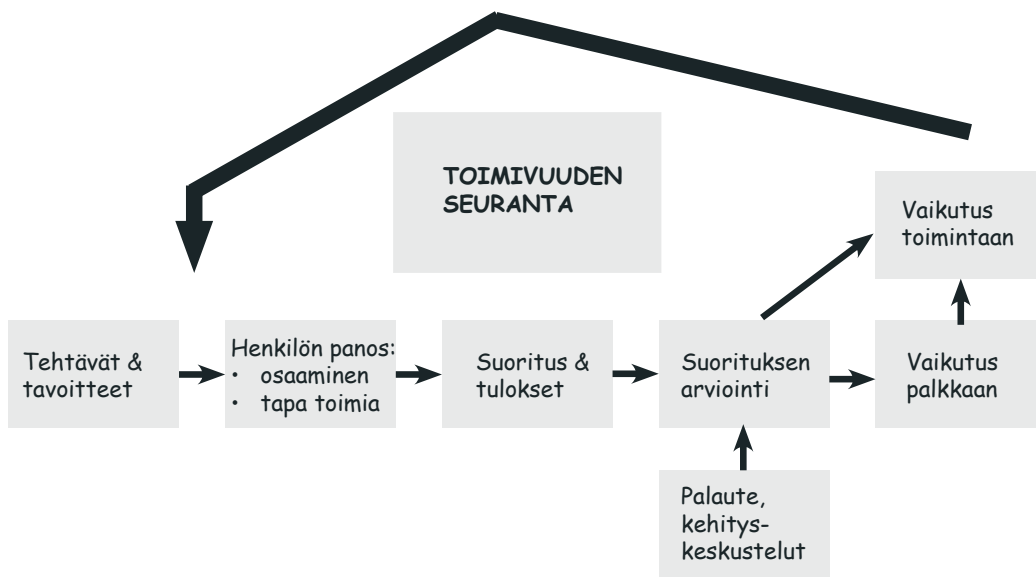 TOIMIVUUDEN
SEURANTA
Vaikutus
toimintaan
Tehtävät &
tavoitteet
Henkilön panos:
• osaaminen
• tapa toimia
Suoritus &
tulokset
Suorituksen
arviointi
Vaikutus
palkkaan
Palaute,
kehitys-
keskustelut